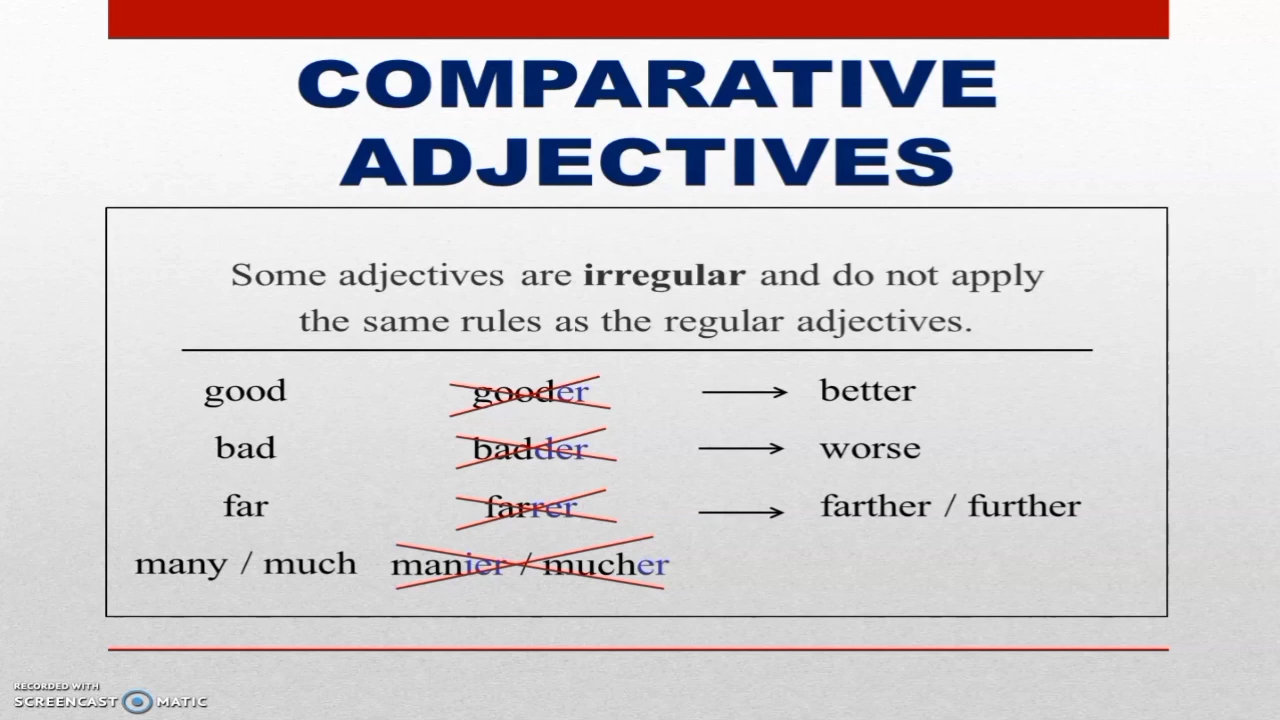 COMPARATIVE
ADJECTIVES
Some adjectives are irregular and do not apply
the same rules as the regular adjectives.
good gooder better
bad badder worse
far farrer farther / further
many / much manier / mucher
RECORDED WITH
SCREENCAST MATIC